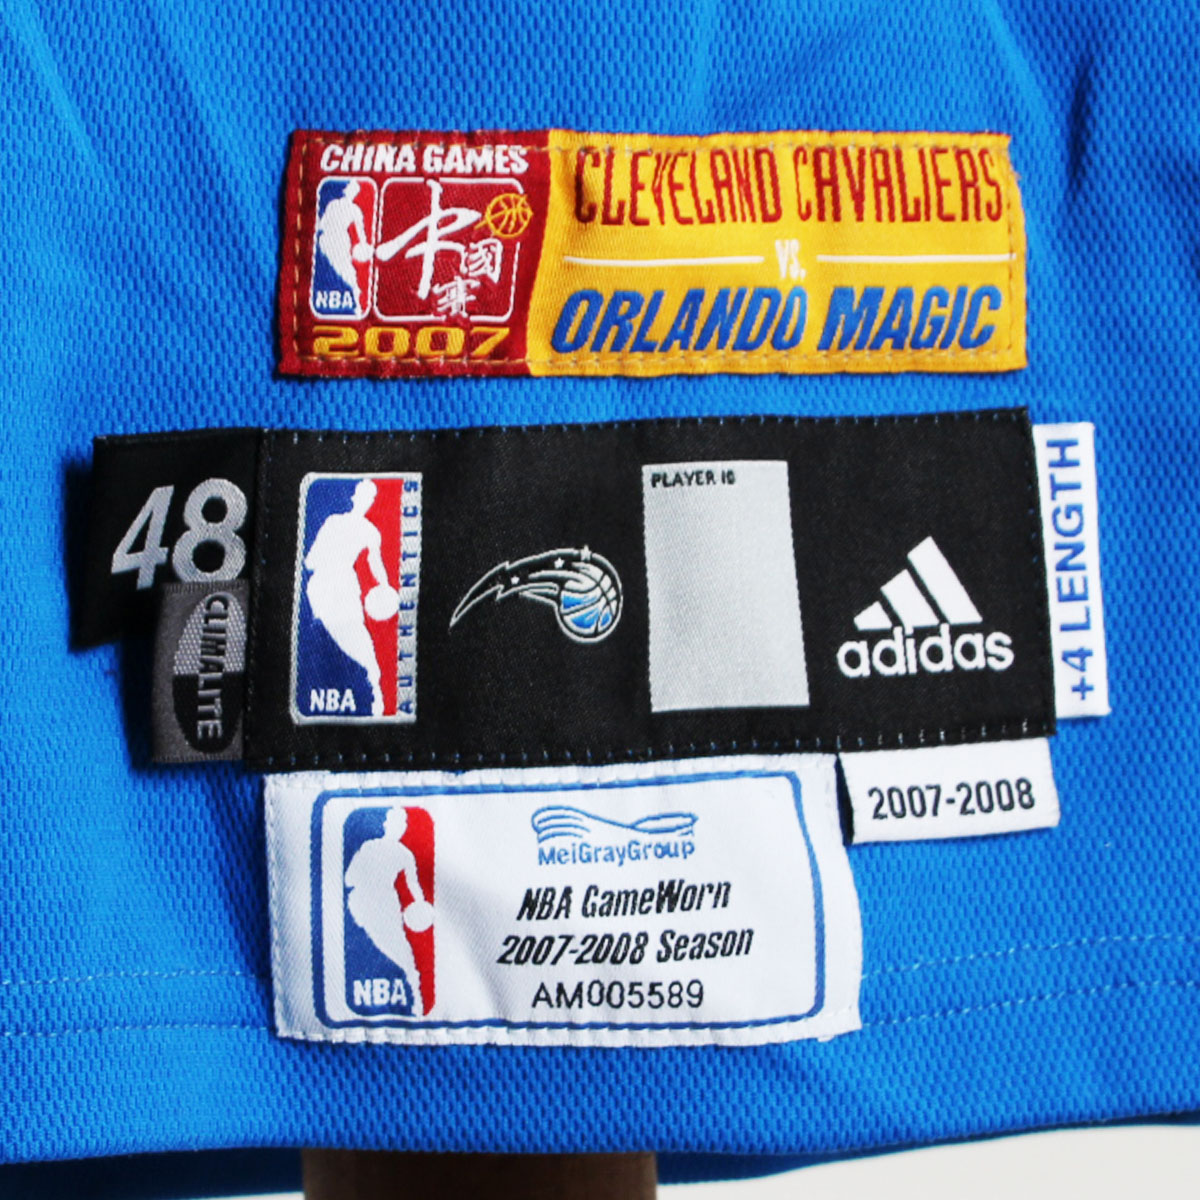 CHINA GAMES
NBA
中國賽
2007
CLEVELAND CAVALIERS
VS.
ORLANDO MAGIC
48
CLIMALITE
NBA
AUTHENTICS
PLAYER ID
adidas
+4 LENGTH
2007-2008
NBA
MeiGrayGroup
NBA GameWorn
2007-2008 Season
AM005589